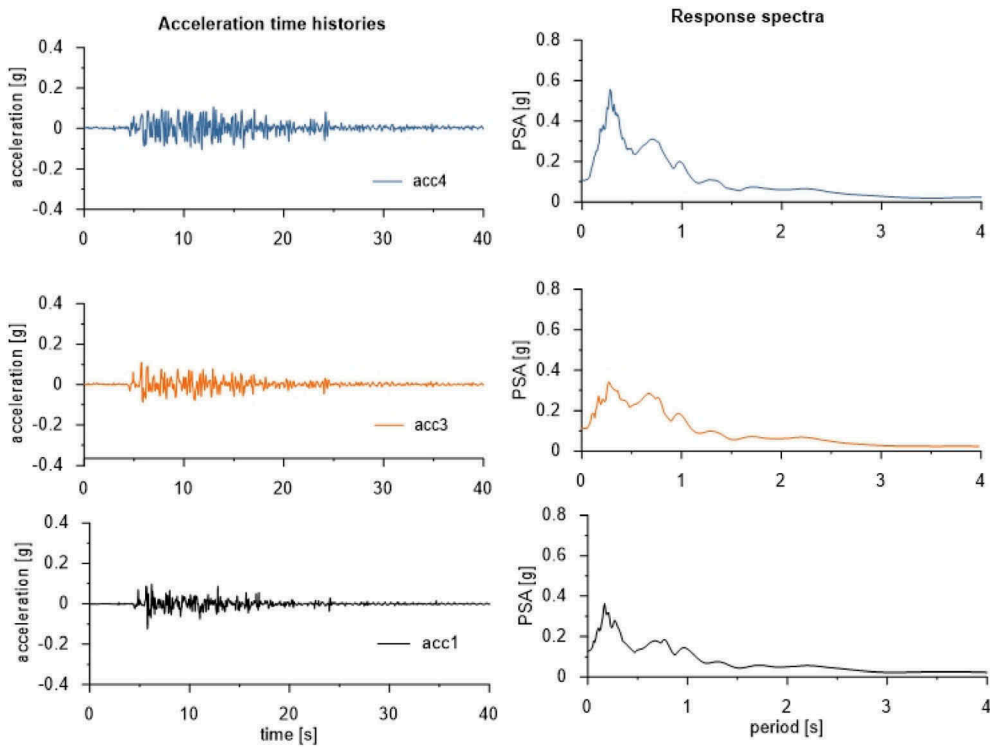 Acceleration time histories
Response spectra
acceleration [g]
0.4
0.2
0
-0.2
-0.4
acc4
0 10 20 30 40
PSA [g]
0.8
0.6
0.4
0.2
0
0 1 2 3 4
acceleration [g]
0.4
0.2
0
-0.2
-0.4
acc3
0 10 20 30 40
PSA [g]
0.8
0.6
0.4
0.2
0
0 1 2 3 4
acceleration [g]
0.4
0.2
0
-0.2
-0.4
acc1
0 10 20 30 40
time [s]
PSA [g]
0.8
0.6
0.4
0.2
0
0 1 2 3 4
period [s]